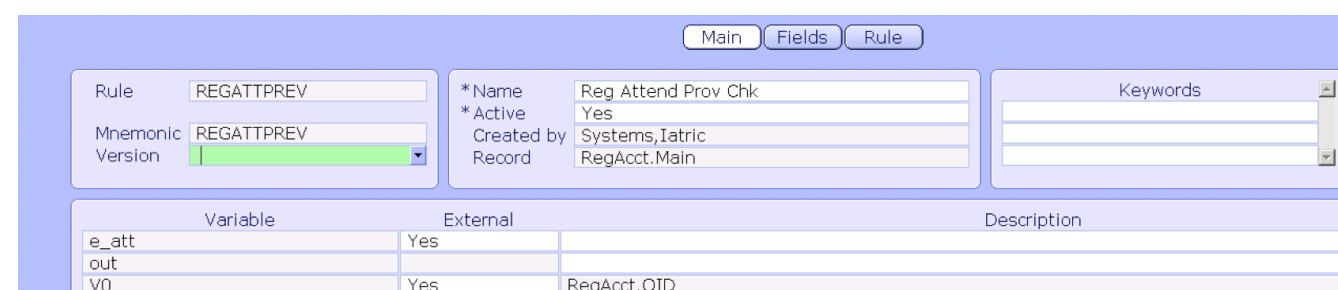 Main Fields Rule
Rule REGATTPREV
Mnemonic REGATTPREV
Version
*Name Reg Attend Prov Chk
*Active Yes
Created by Systems,Iatric
Record RegAcct.Main
Keywords
Variable External Description
e_att Yes
out
V0 Yes RegAcct.OID